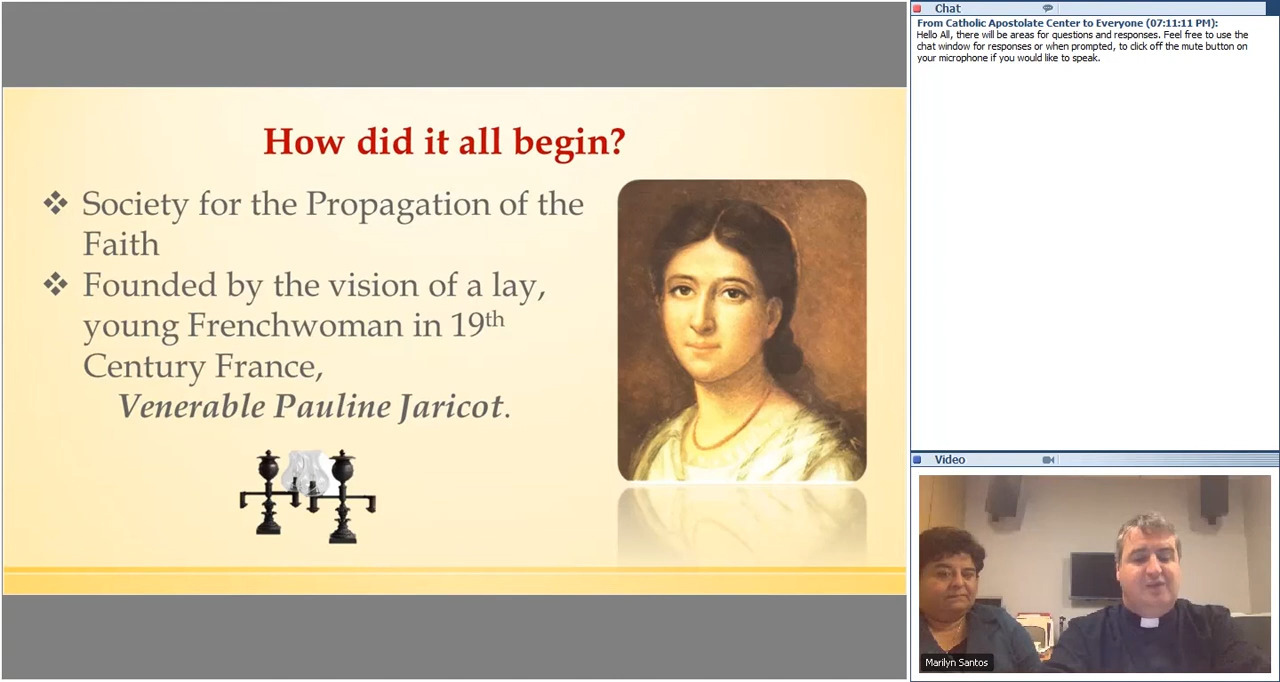 How did it all begin?
❖ Society for the Propagation of the
Faith
❖ Founded by the vision of a lay,
young Frenchwoman in 19th
Century France,
Venerable Pauline Jaricot.
Chat
From Catholic Apostolate Center to Everyone (07:11:11 PM):
Hello All, there will be areas for questions and responses. Feel free to use the
chat window for responses or when prompted, to click off the mute button on
your microphone if you would like to speak.
Video
Marilyn Santos